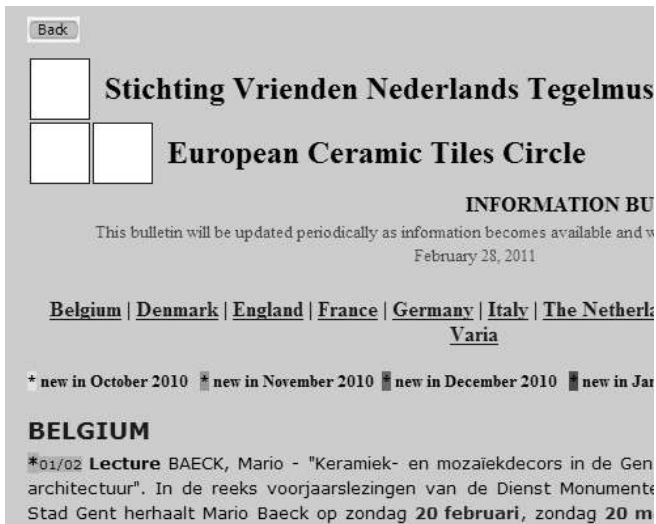 Back
Stichting Vrienden Nederlands Tegelmus
European Ceramic Tiles Circle
INFORMATION BU
This bulletin will be updated periodically as information becomes available and w
February 28, 2011
Belgium | Denmark | England | France | Germany | Italy | The Netherla
Varia
* new in October 2010 * new in November 2010 * new in December 2010 * new in Jan
BELGIUM
*01/02 Lecture BAECK, Mario - "Keramiek- en mozaïekdecors in de Gen
architectuur". In de reeks voorjaarslezingen van de Dienst Monumente
Stad Gent herhaalt Mario Baeck op zondag 20 februari, zondag 20 m